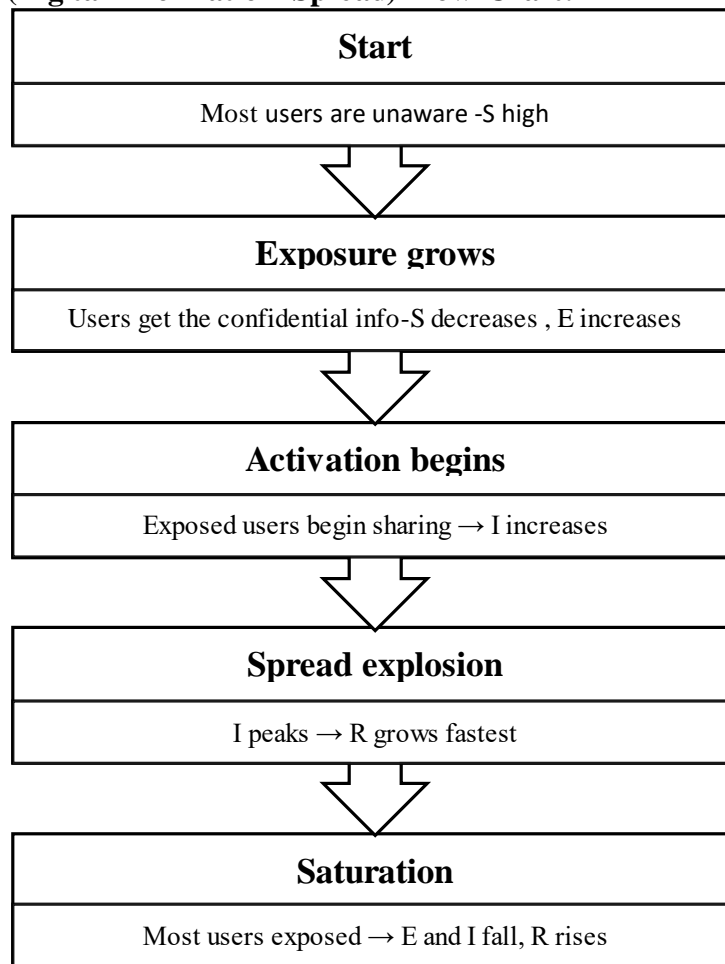 Start
Most users are unaware -S high
Exposure grows
Users get the confidential info-S decreases , E increases
Activation begins
Exposed users begin sharing → I increases
Spread explosion
I peaks → R grows fastest
Saturation
Most users exposed → E and I fall, R rises